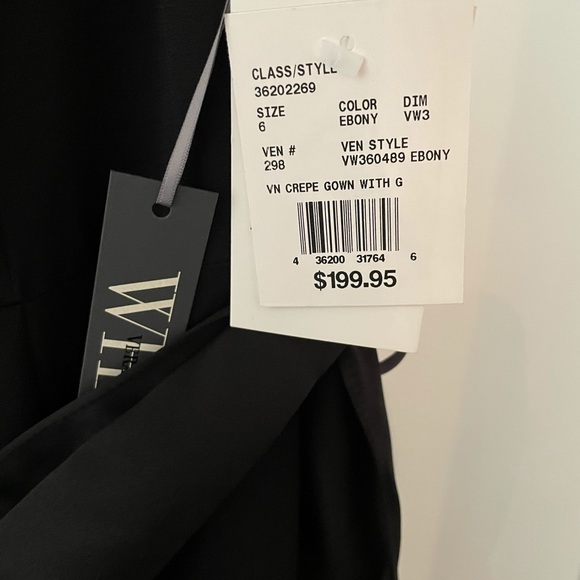 CLASS/STYLE
36202269
SIZE COLOR DIM
6 EBONY VW3
VEN # VEN STYLE
298 VW360489 EBONY
VN CREPE GOWN WITH G
4 36200 31764 6
$199.95